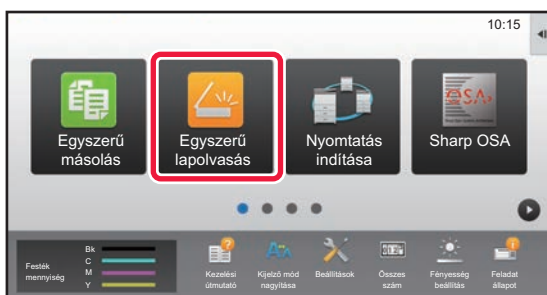 10:15
Egyszerű
másolás
Egyszerű
lapolvasás
Nyomtatás
indítása
OSA
Sharp OSA
Festék
mennyiség
Bk
C
M
Y
Kezelési
útmutató
Kijelző mód
nagyítása
Beállítások
Összes
szám
Fényesség
beállítás
Feladat
állapot